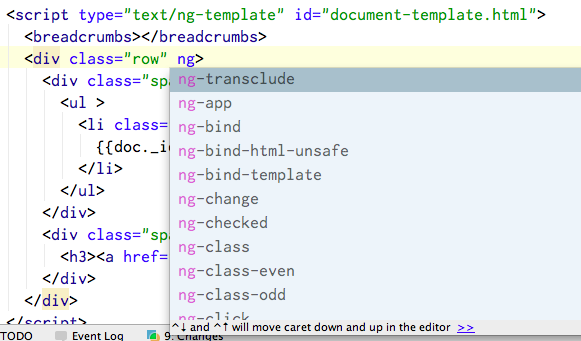 <script type="text/ng-template" id="document-template.html">
<breadcrumbs></breadcrumbs>
<div class="row" ng>
<div class="spa
<ul >
<li class=
{{doc._i
</li>
</ul>
</div>
<div class="spa
<h3><a href=
</div>
</div>
</script>
ng-transclude
ng-app
ng-bind
ng-bind-html-unsafe
ng-bind-template
ng-change
ng-checked
ng-class
ng-class-even
ng-class-odd
ng-click
^↓ and ^↑ will move caret down and up in the editor >>
TODO Event Log 9: Changes